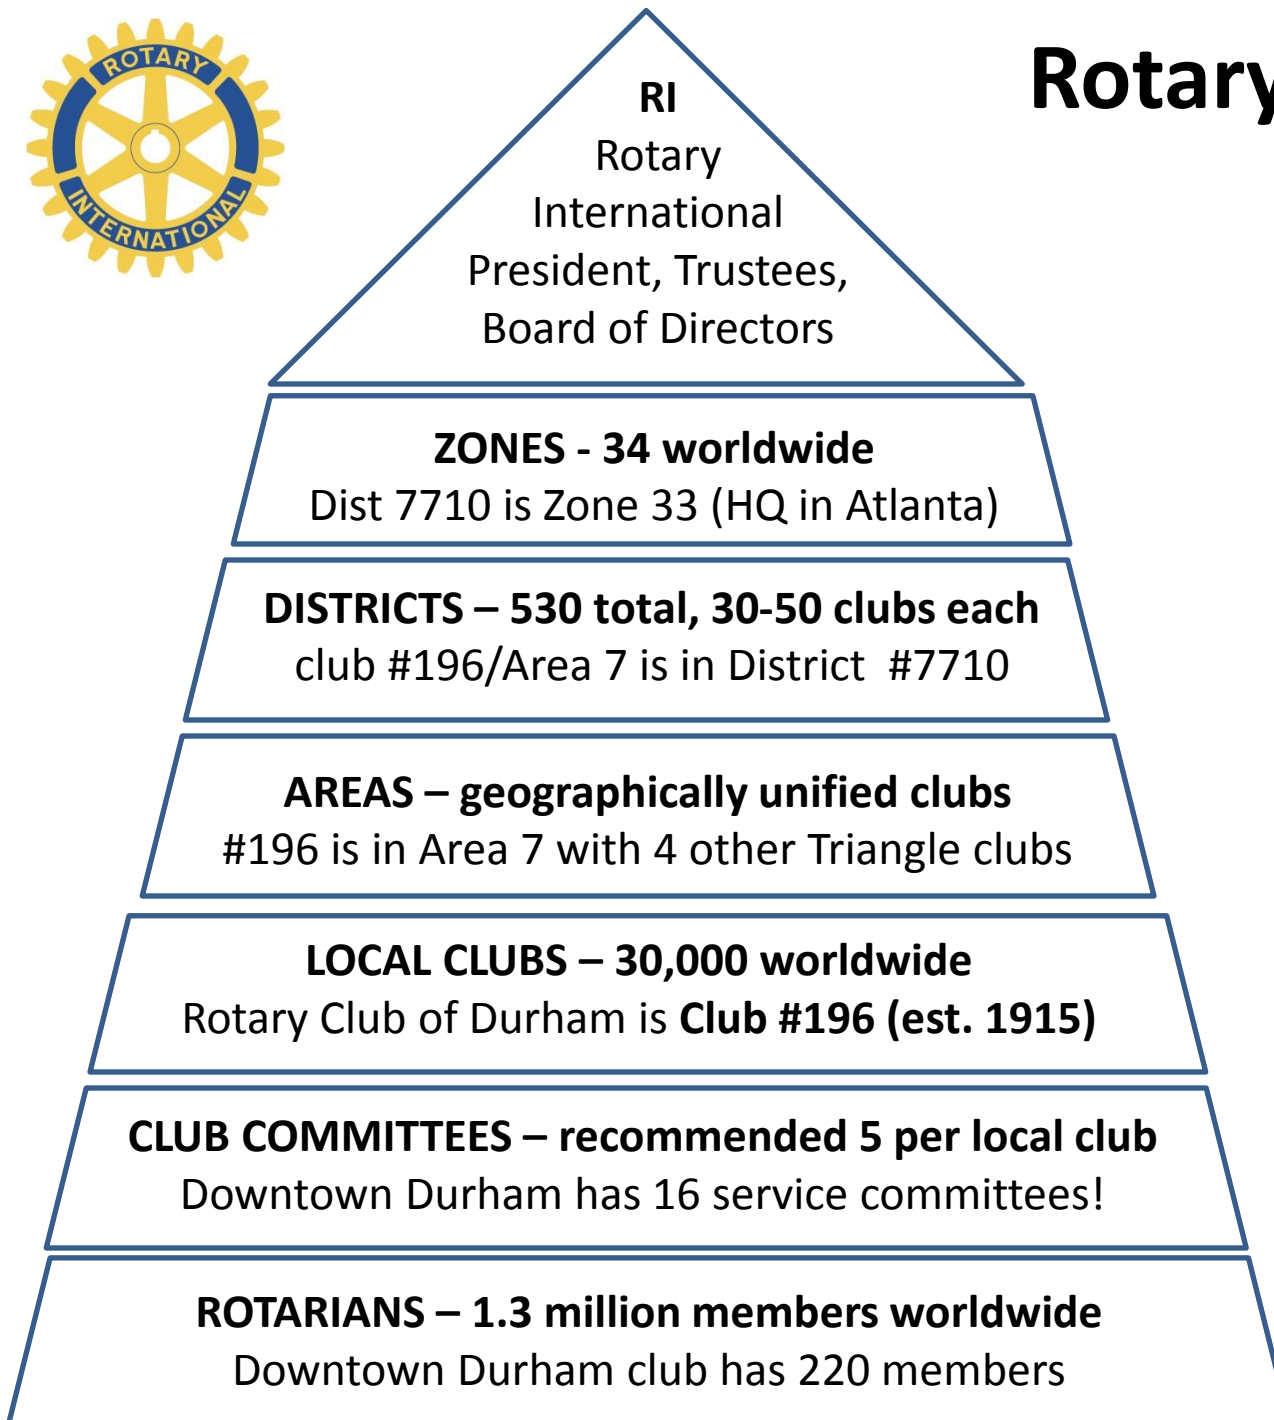 ROTARY
INTERNATIONAL
Rotary
RI
Rotary
International
President, Trustees,
Board of Directors
ZONES - 34 worldwide
Dist 7710 is Zone 33 (HQ in Atlanta)
DISTRICTS – 530 total, 30-50 clubs each
club #196/Area 7 is in District  #7710
AREAS – geographically unified clubs
#196 is in Area 7 with 4 other Triangle clubs
LOCAL CLUBS – 30,000 worldwide
Rotary Club of Durham is Club #196 (est. 1915)
CLUB COMMITTEES – recommended 5 per local club
Downtown Durham has 16 service committees!
ROTARIANS – 1.3 million members worldwide
Downtown Durham club has 220 members